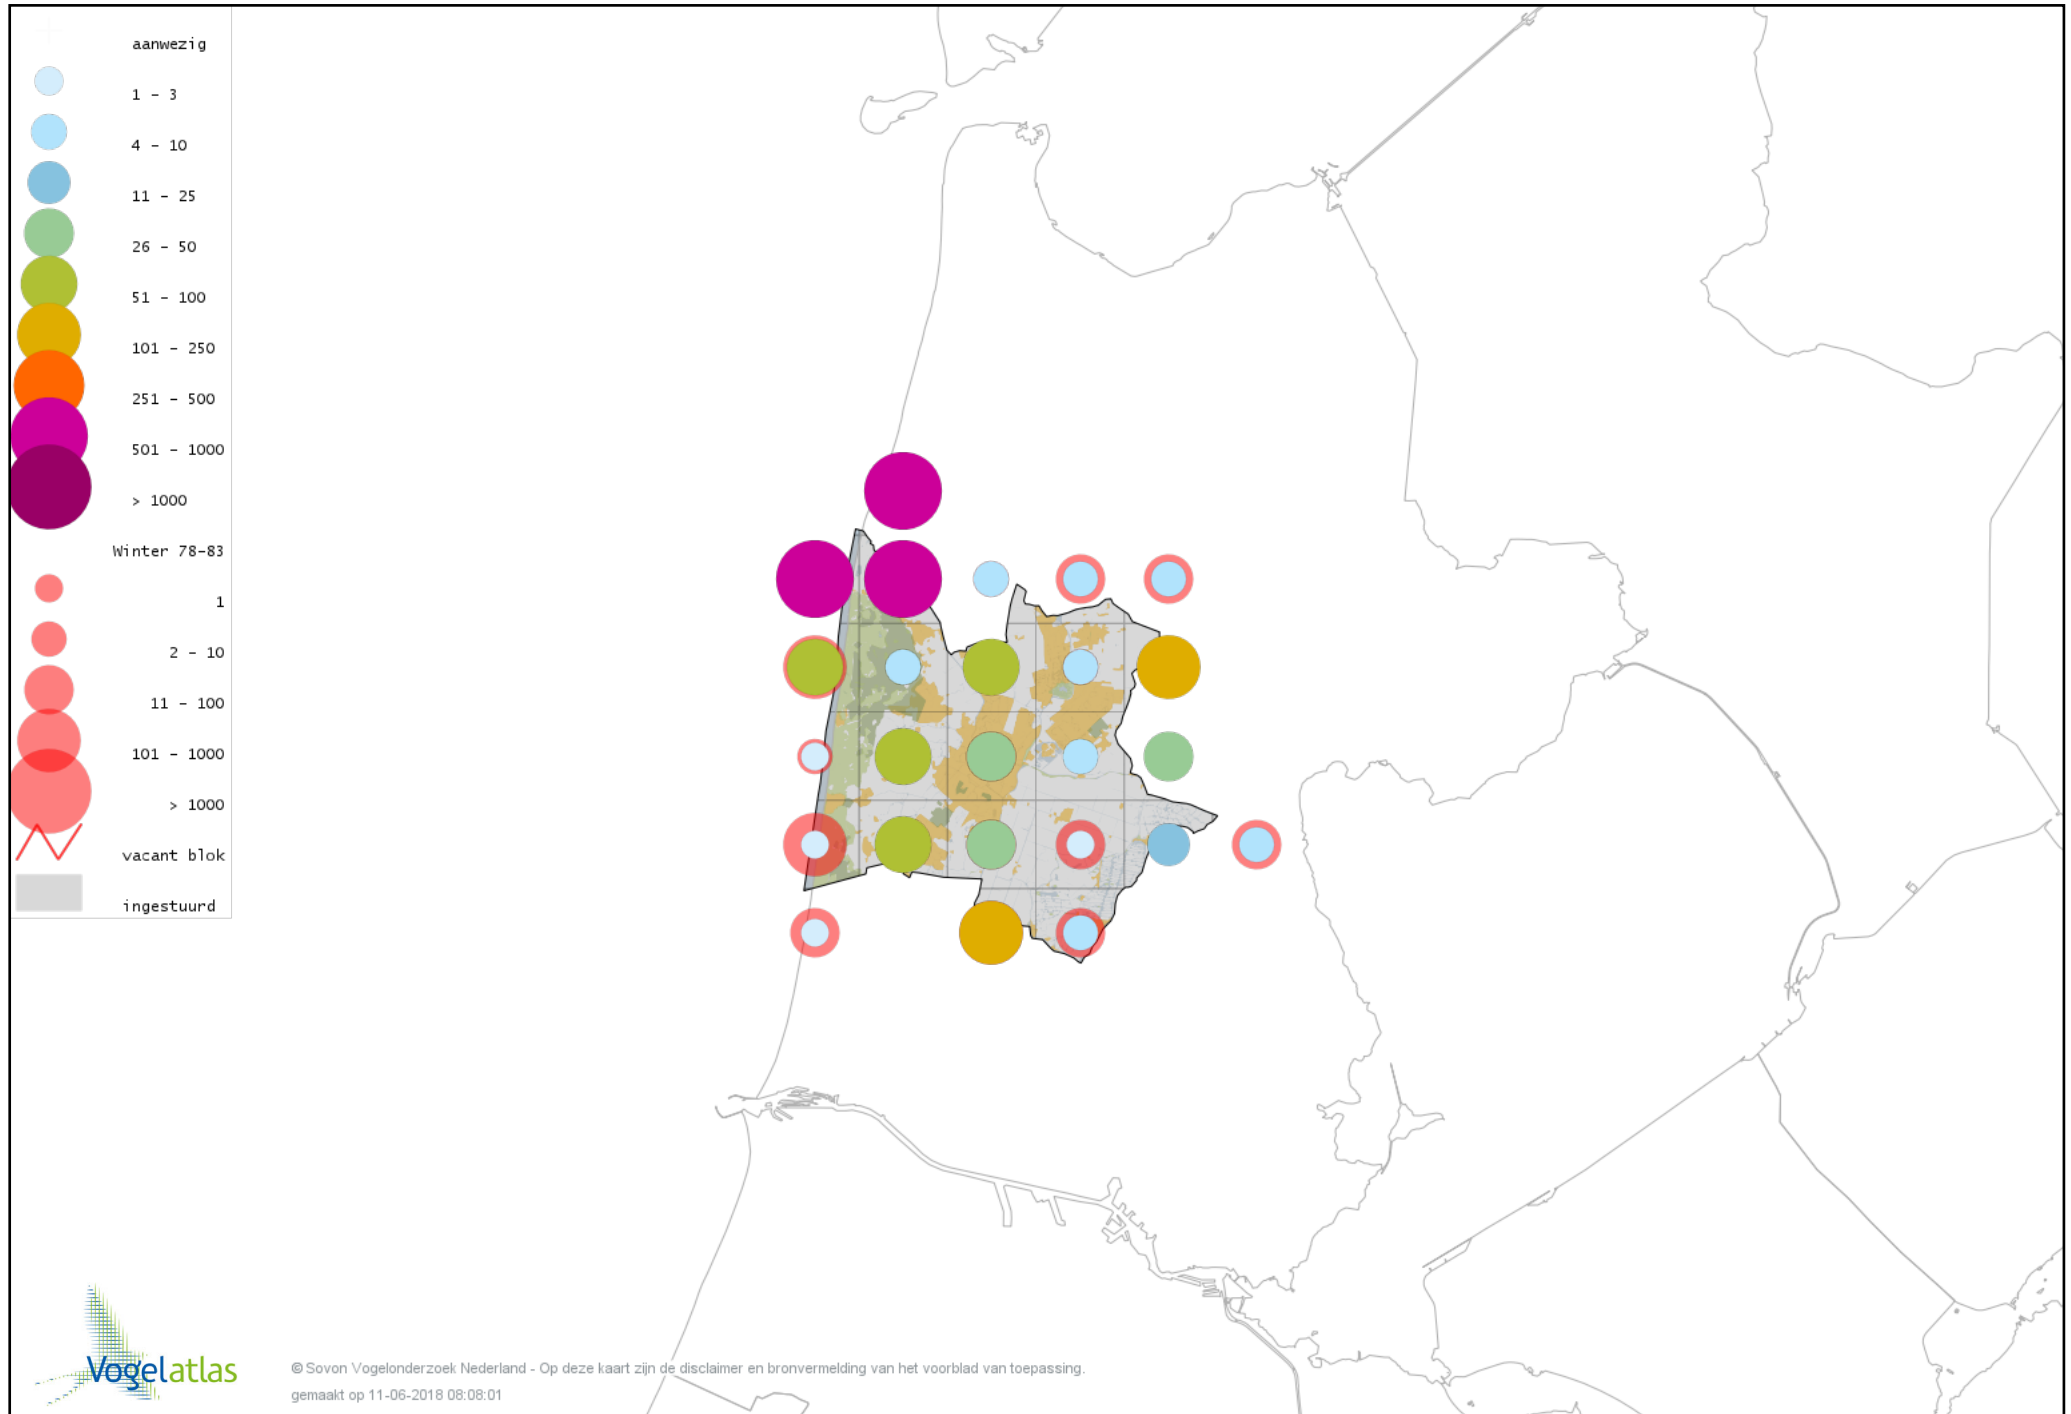 aanwezig
1 - 3
4 - 10
11 - 25
26 - 50
51 - 100
101 - 250
251 - 500
501 - 1000
> 1000
Winter 78-83
1
2 - 10
11 - 100
101 - 1000
> 1000
vacant blok
ingestuurd
Vogelatlas
© Sovon Vogelonderzoek Nederland - Op deze kaart zijn de disclaimer en bronvermelding van het voorblad van toepassing.
gemaakt op 11-06-2018 08:08:01